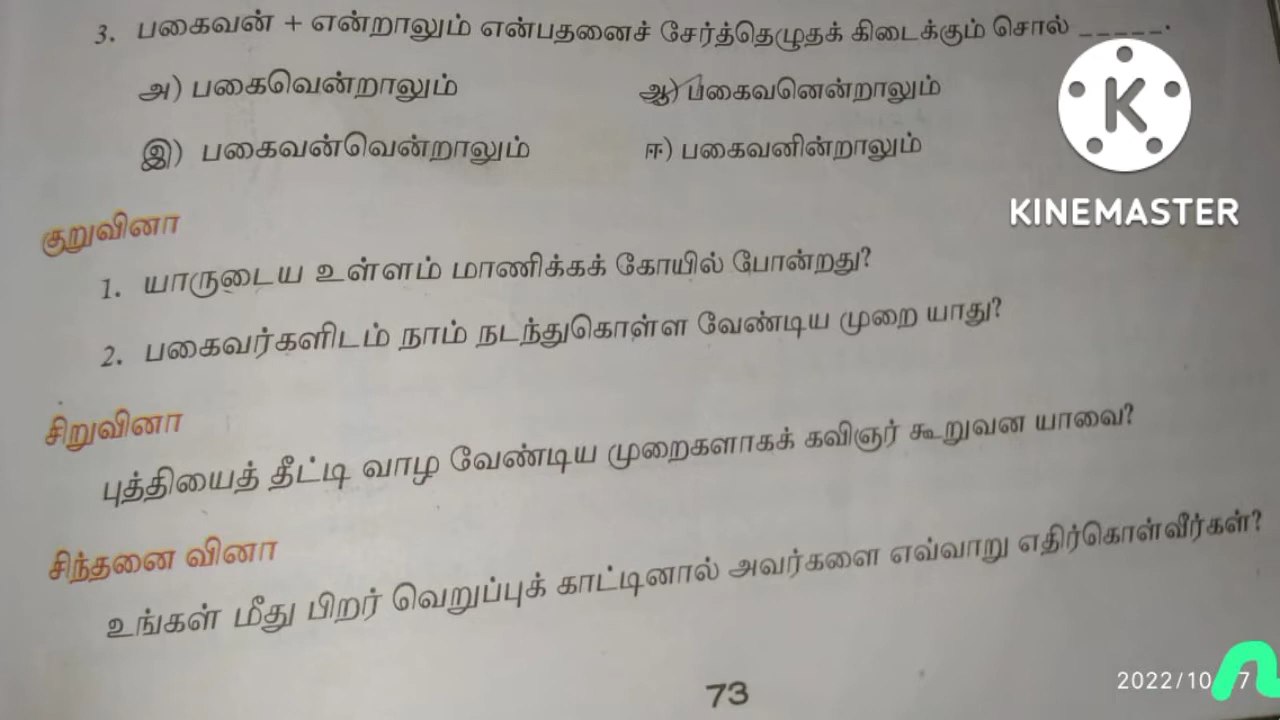 3. பகைவன் + என்றாலும் என்பதனைச் சேர்த்தெழுதக் கிடைக்கும் சொல் _____.
அ) பகைவென்றாலும் ஆ) பகைவனென்றாலும்
இ) பகைவன்வென்றாலும் ஈ) பகைவனின்றாலும்
K
KINEMASTER
குறுவினா
1. யாருடைய உள்ளம் மாணிக்கக் கோயில் போன்றது?
2. பகைவர்களிடம் நாம் நடந்துகொள்ள வேண்டிய முறை யாது?
சிறுவினா
புத்தியைத் தீட்டி வாழ வேண்டிய முறைகளாகக் கவிஞர் கூறுவன யாவை?
சிந்தனை வினா
உங்கள் மீது பிறர் வெறுப்புக் காட்டினால் அவர்களை எவ்வாறு எதிர்கொள்வீர்கள்?
73
2022/10